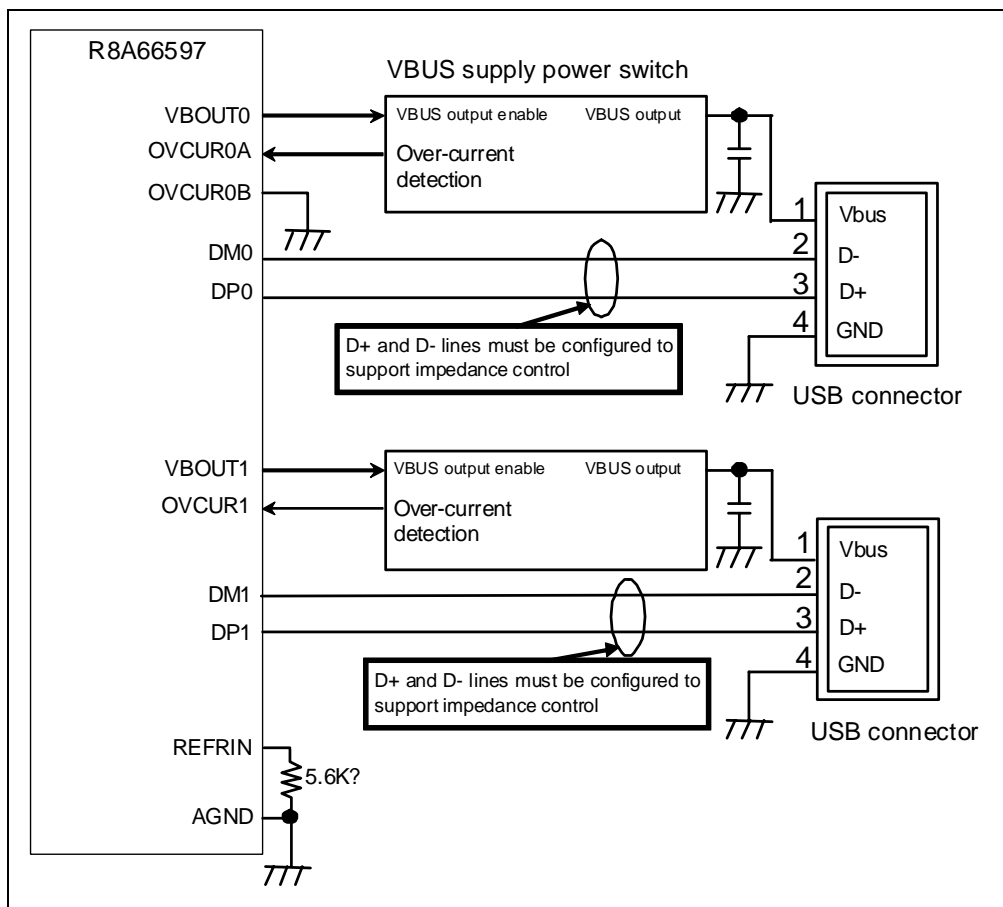 R8A66597
VBUS supply power switch
VBOUT0
VBUS output enable
VBUS output
OVCUR0A
Over-current
detection
OVCUR0B
1
Vbus
DM0
2
D-
DP0
3
D+
4
GND
D+ and D- lines must be configured to
support impedance control
USB connector
VBOUT1
VBUS output enable
VBUS output
OVCUR1
Over-current
detection
1
Vbus
DM1
2
D-
DP1
3
D+
4
GND
D+ and D- lines must be configured to
support impedance control
USB connector
REFRIN
5.6K?
AGND